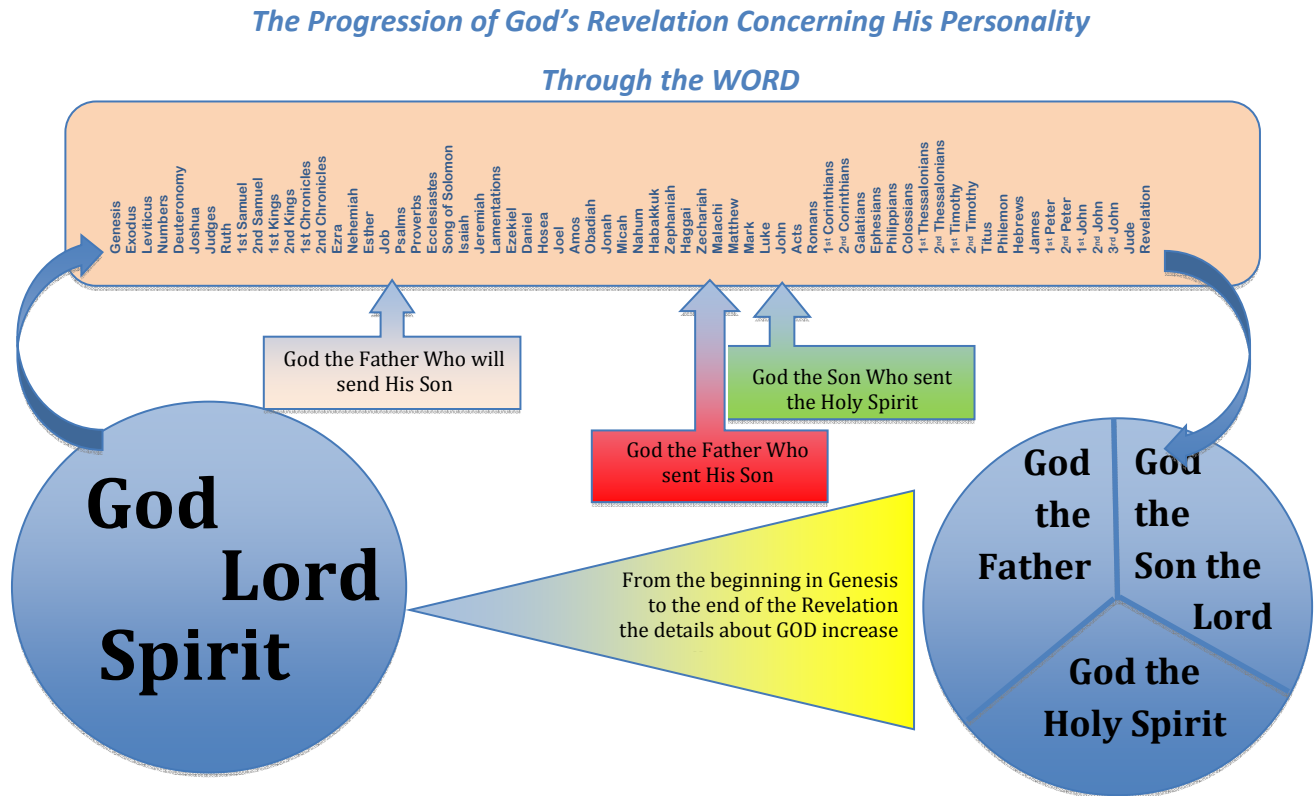 The Progression of God’s Revelation Concerning His Personality
Through the WORD
Genesis
Exodus
Leviticus
Numbers
Deuteronomy
Joshua
Judges
Ruth
1st Samuel
2nd Samuel
1st Kings
2nd Kings
1st Chronicles
2nd Chronicles
Ezra
Nehemiah
Esther
Job
Psalms
Proverbs
Ecclesiastes
Song of Solomon
Isaiah
Jeremiah
Lamentations
Ezekiel
Daniel
Hosea
Joel
Amos
Obadiah
Jonah
Micah
Nahum
Habakkuk
Zephaniah
Haggai
Zechariah
Malachi
Matthew
Mark
Luke
John
Acts
Romans
1st Corinthians
2nd Corinthians
Galatians
Ephesians
Philippians
Colossians
1st Thessalonians
2nd Thessalonians
1st Timothy
2nd Timothy
Titus
Philemon
Hebrews
James
1st Peter
2nd Peter
1st John
2nd John
3rd John
Jude
Revelation
God the Father Who will
send His Son
God the Son Who sent
the Holy Spirit
God the Father Who
sent His Son
God
Lord
Spirit
From the beginning in Genesis
to the end of the Revelation
the details about GOD increase
God
the
Father
God
the
Son the
Lord
God the
Holy Spirit